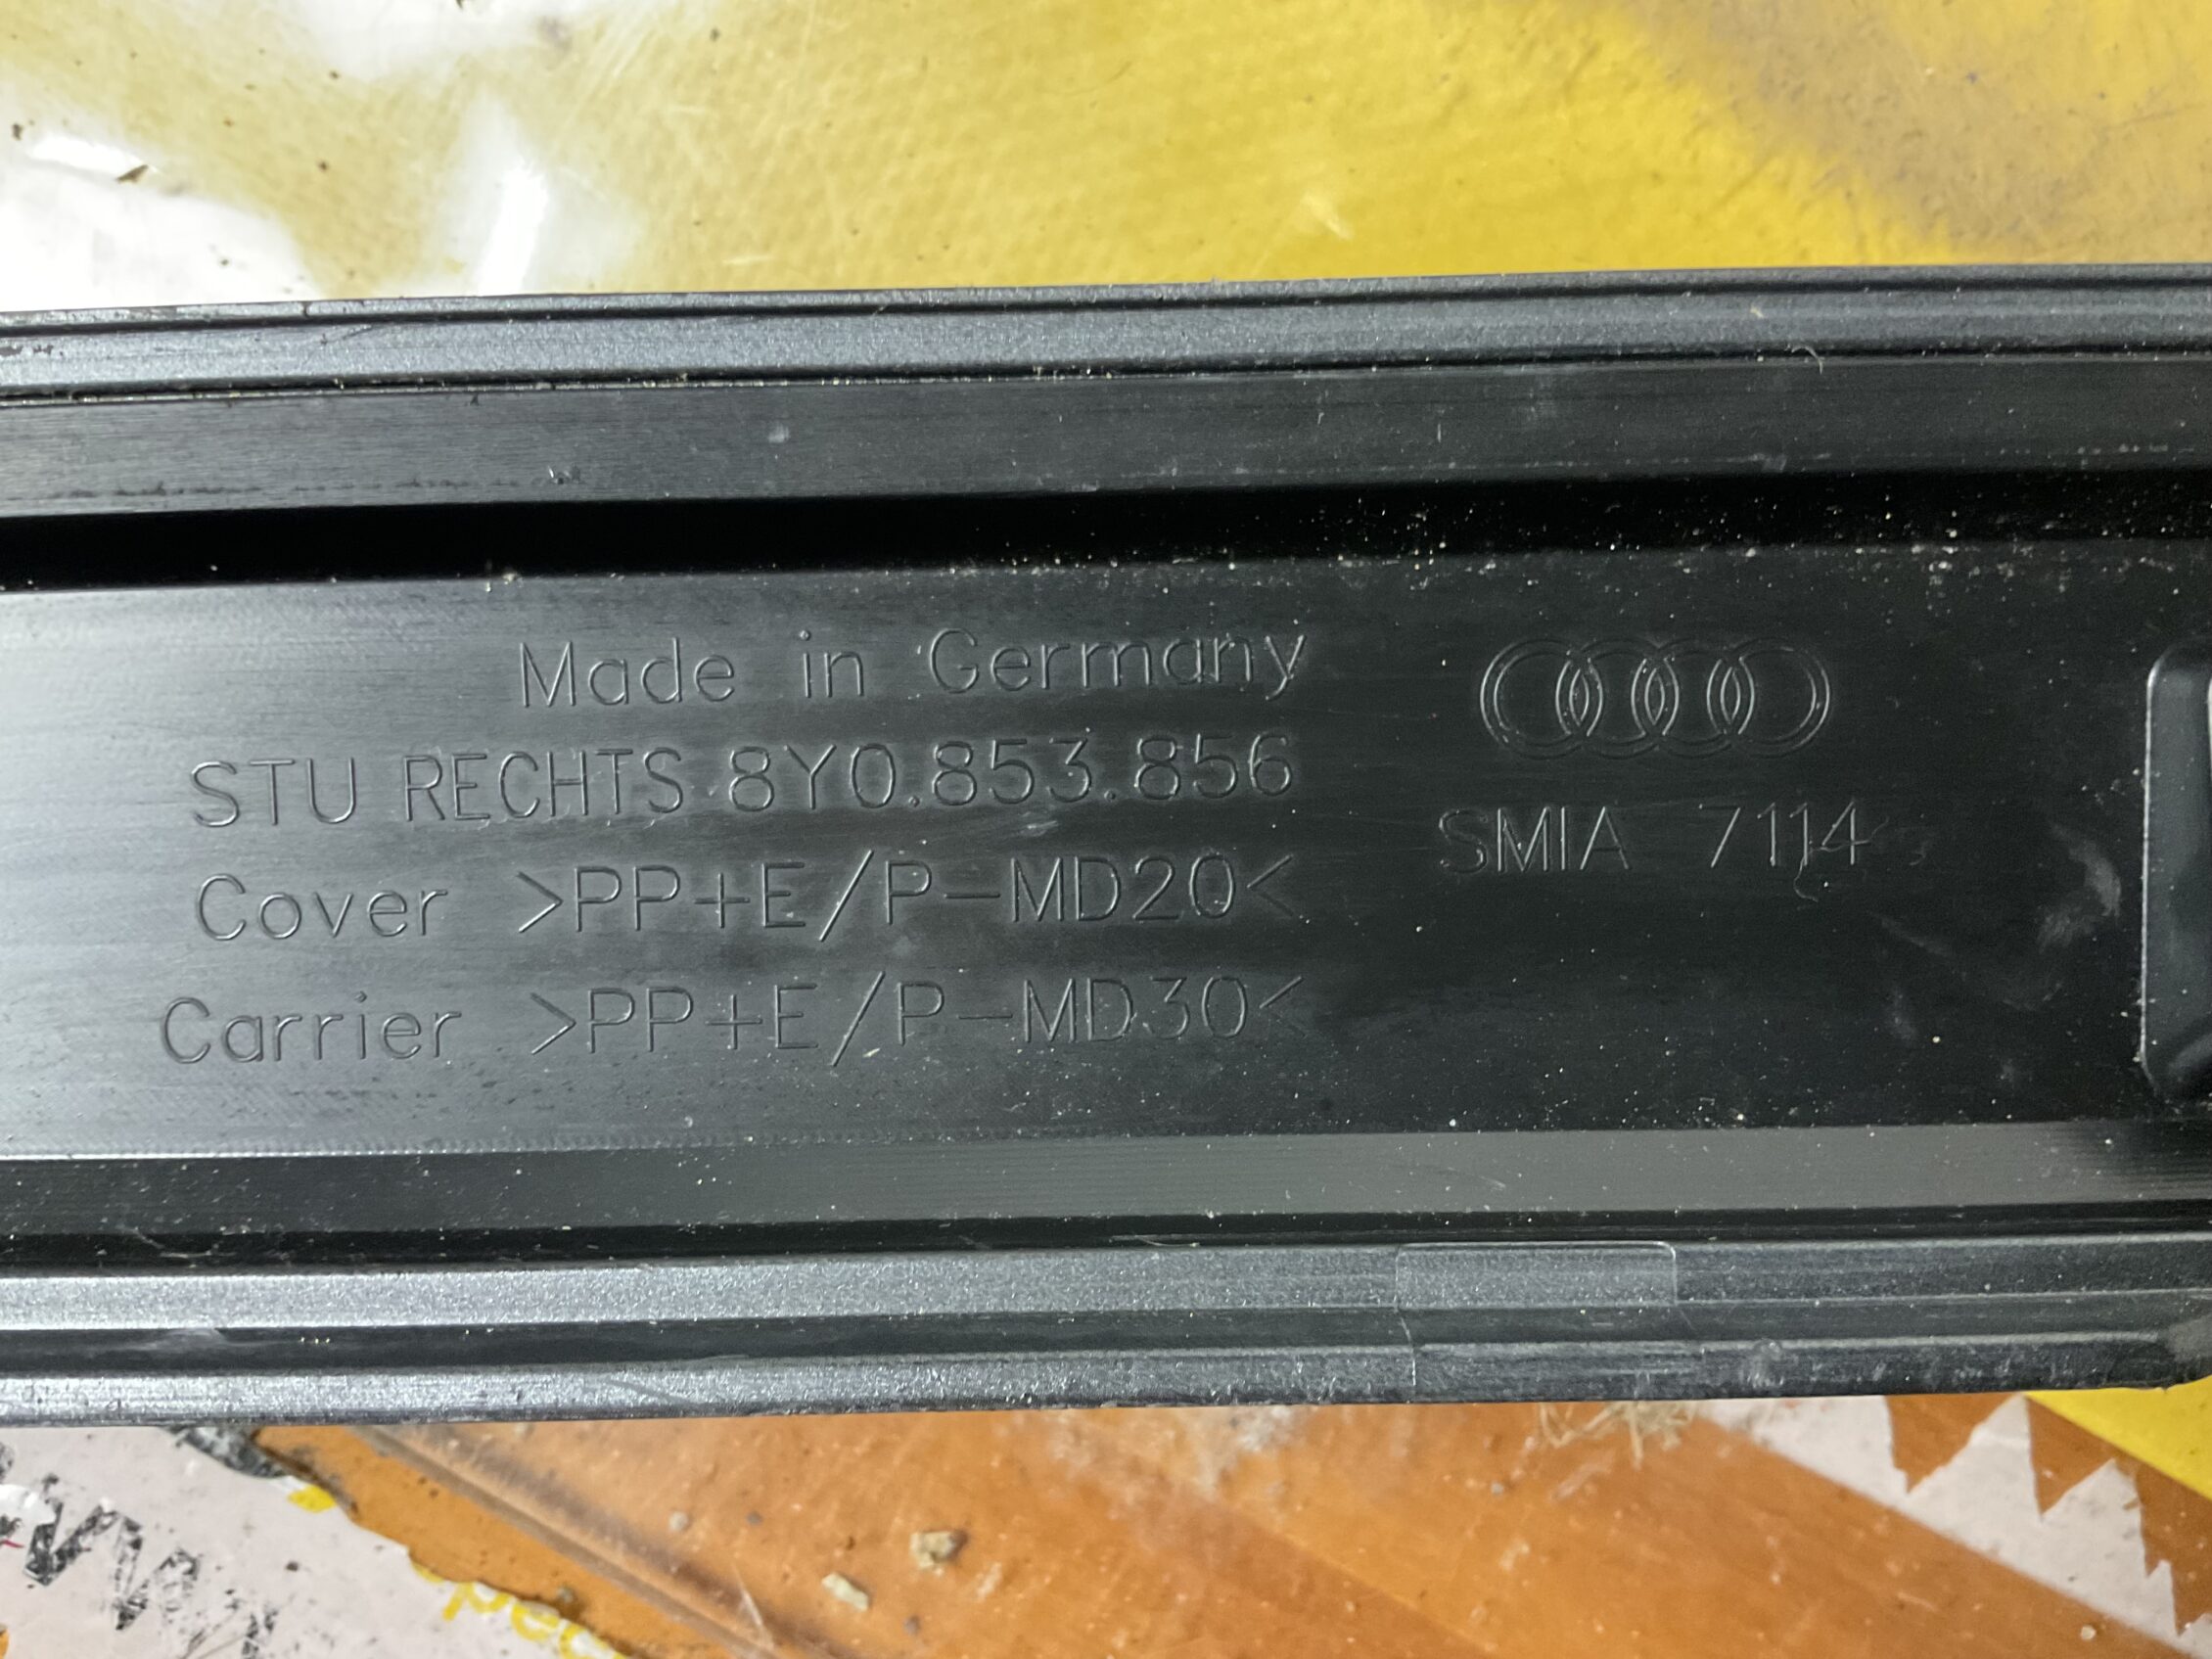 Made in Germany
STU RECHTS 8Y0.853.856
Cover >PP+E/P-MD20<
Carrier >PP+E/P-MD30<
SMIA 7114